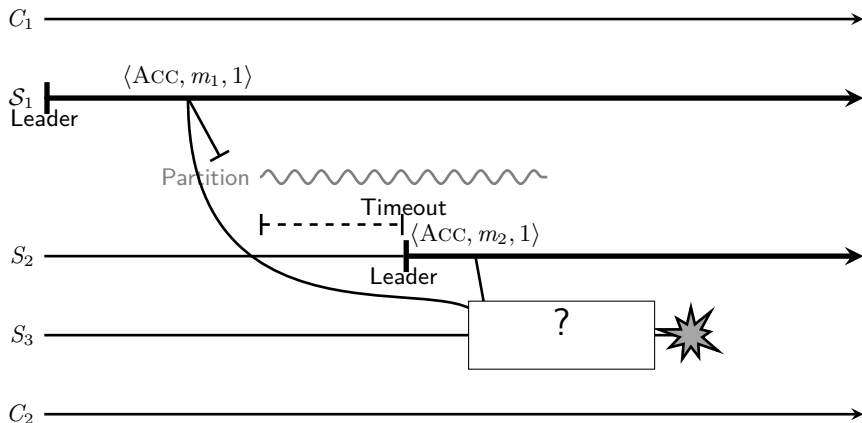 C₁
⟨ACC, m₁, 1⟩
S₁
Leader
Partition
Timeout
⟨ACC, m₂, 1⟩
S₂
Leader
?
S₃
C₂